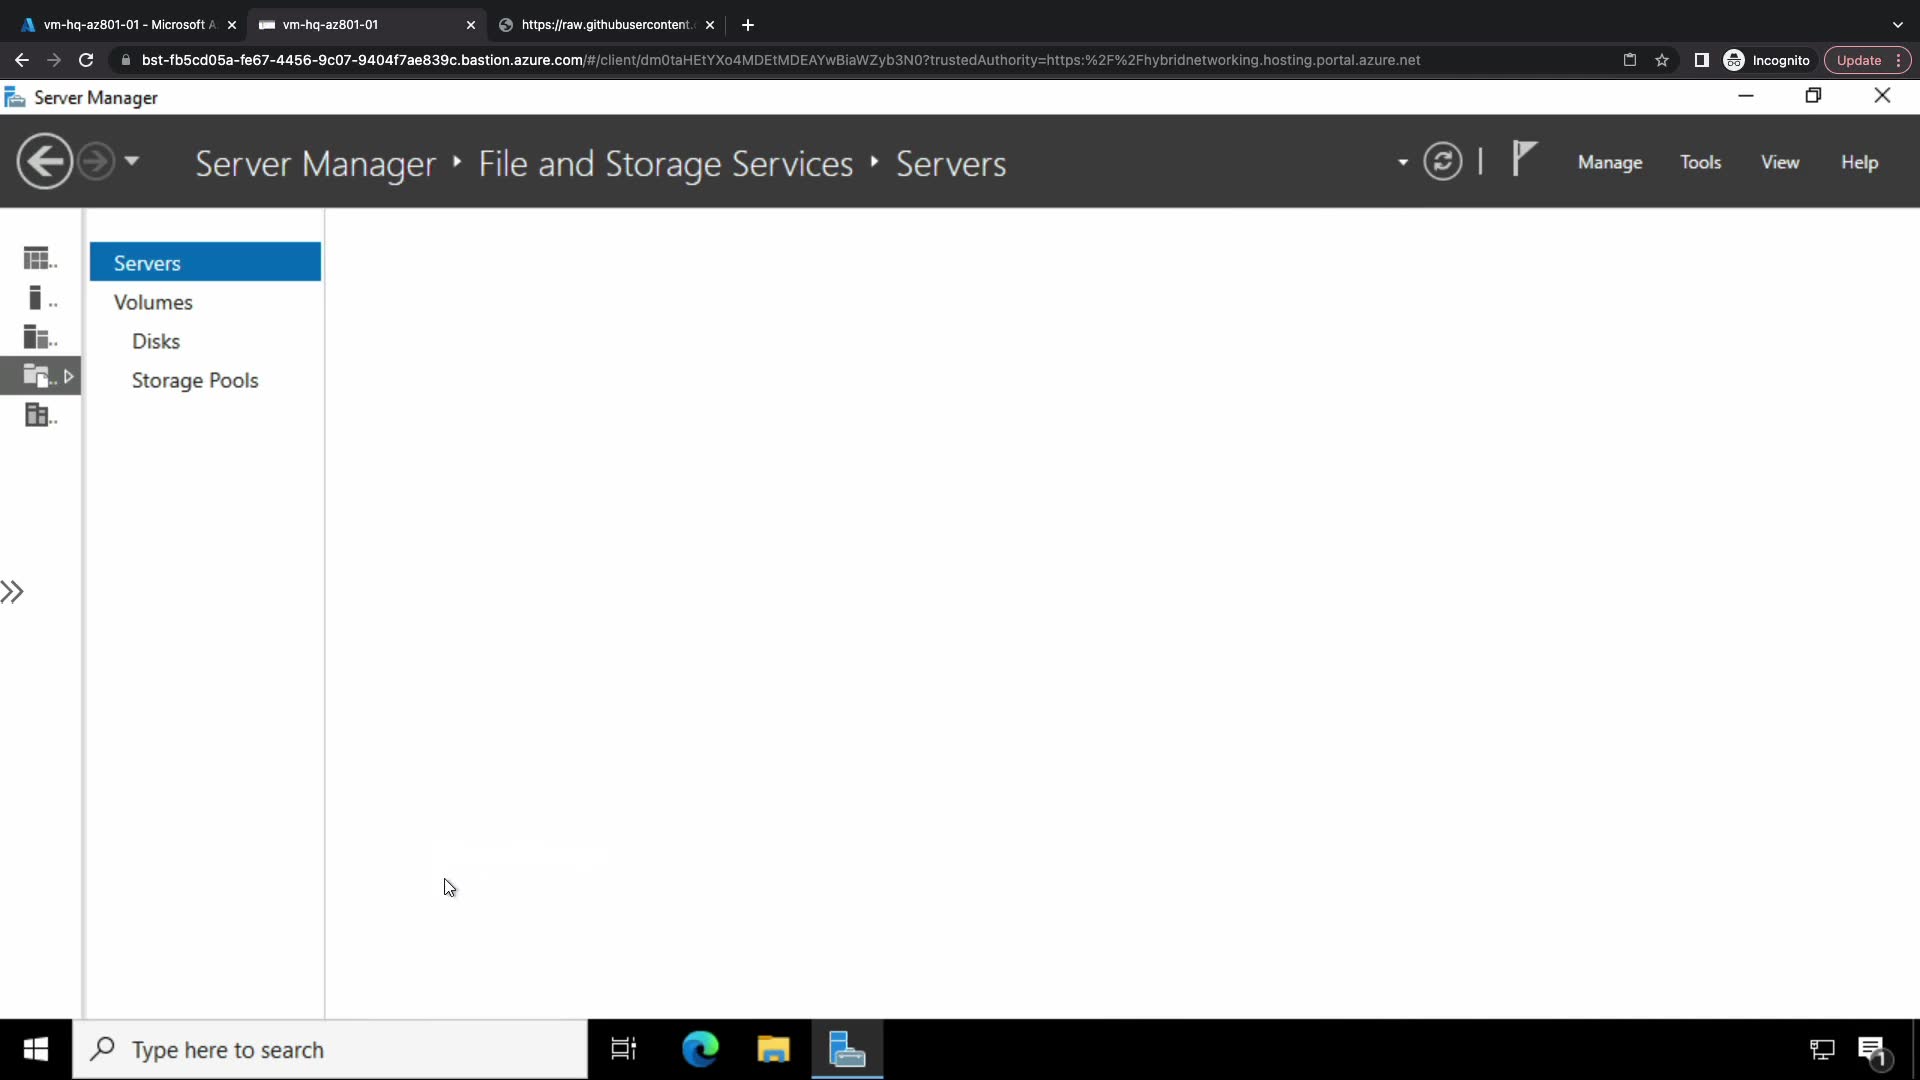 vm-hq-az801-01 - Microsoft A
vm-hq-az801-01
https://raw.githubusercontent.
bst-fb5cd05a-fe67-4456-9c07-9404f7ae839c.bastion.azure.com/#/client/dm0taHEtYXo4MDEtMDEAYwBiaWZyb3N0?trustedAuthority=https:%2F%2Fhybridnetworking.hosting.portal.azure.net
Incognito
Update
Server Manager
Server Manager ‣ File and Storage Services ‣ Servers
Manage
Tools
View
Help
Servers
Volumes
Disks
Storage Pools
Type here to search
1